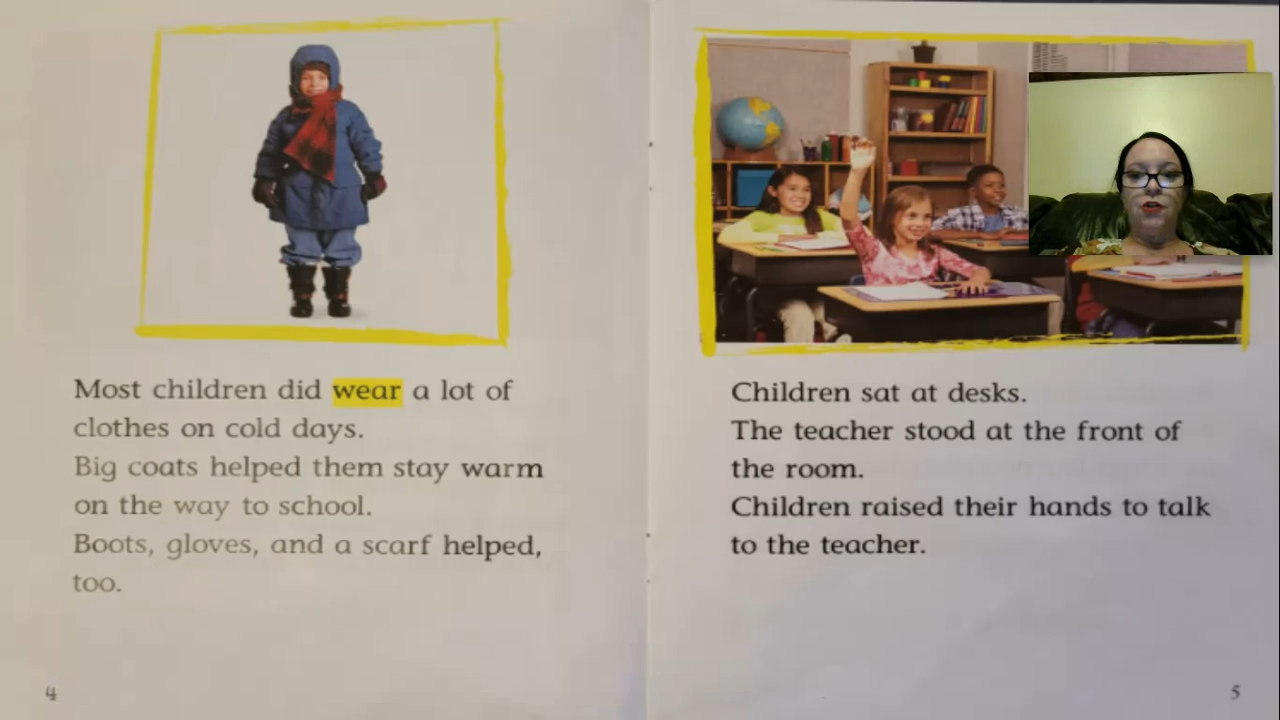 Most children did wear a lot of
clothes on cold days.
Big coats helped them stay warm
on the way to school.
Boots, gloves, and a scarf helped,
too.
4
Children sat at desks.
The teacher stood at the front of
the room.
Children raised their hands to talk
to the teacher.
5